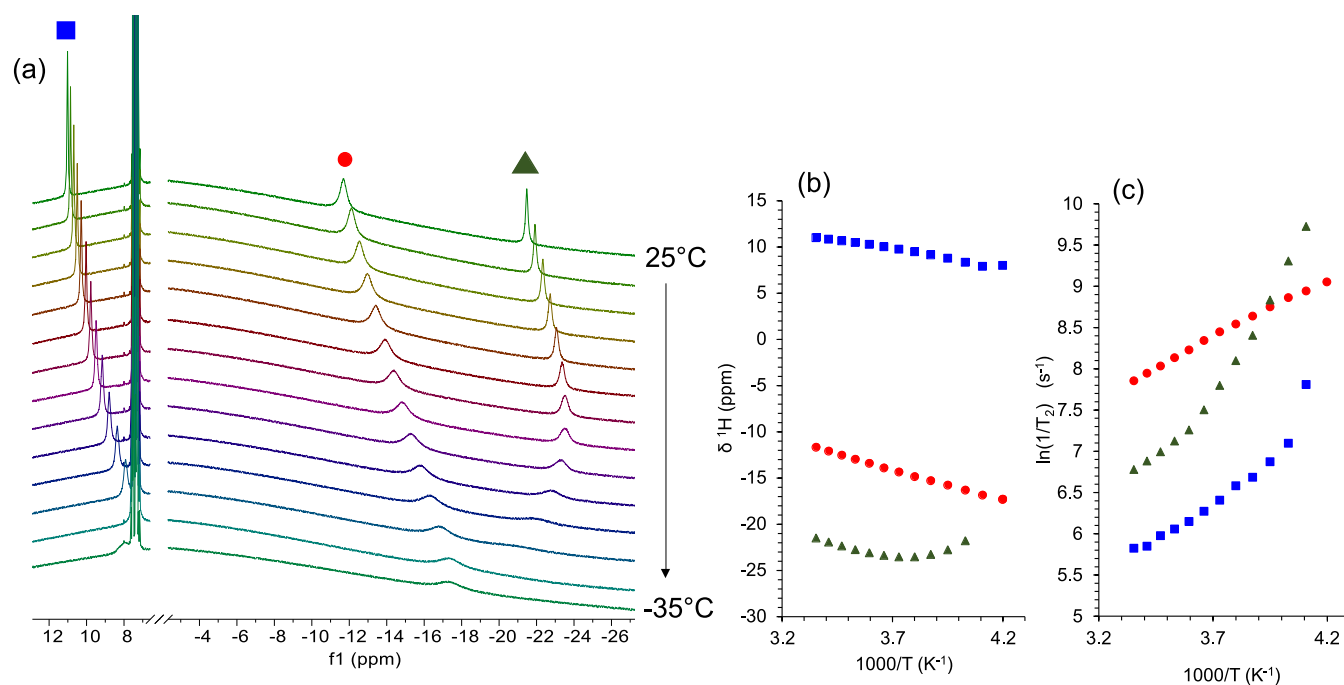 (a)
25°C
-35°C
12 10 8 -4 -6 -8 -10 -12 -14 -16 -18 -20 -22 -24 -26
f1 (ppm)
(b)
δ ¹H (ppm)
15
10
5
0
-5
-10
-15
-20
-25
-30
3.2 3.7 4.2
1000/T (K⁻¹)
(c)
ln(1/T₂) (s⁻¹)
10
9.5
9
8.5
8
7.5
7
6.5
6
5.5
5
3.2 3.7 4.2
1000/T (K⁻¹)